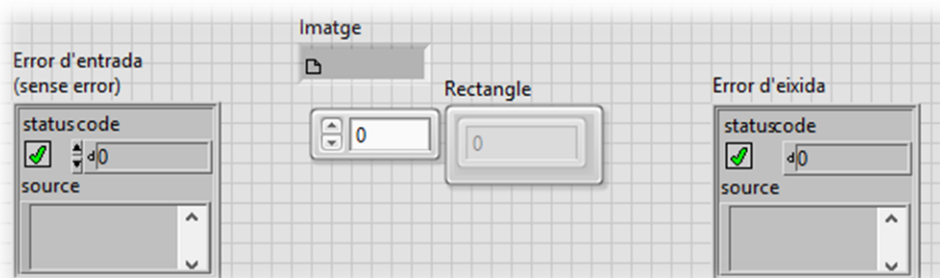 Imatge
Error d'entrada
(sense error)
Rectangle
Error d'eixida
status code
d 0
0
0
status code
d 0
source
source